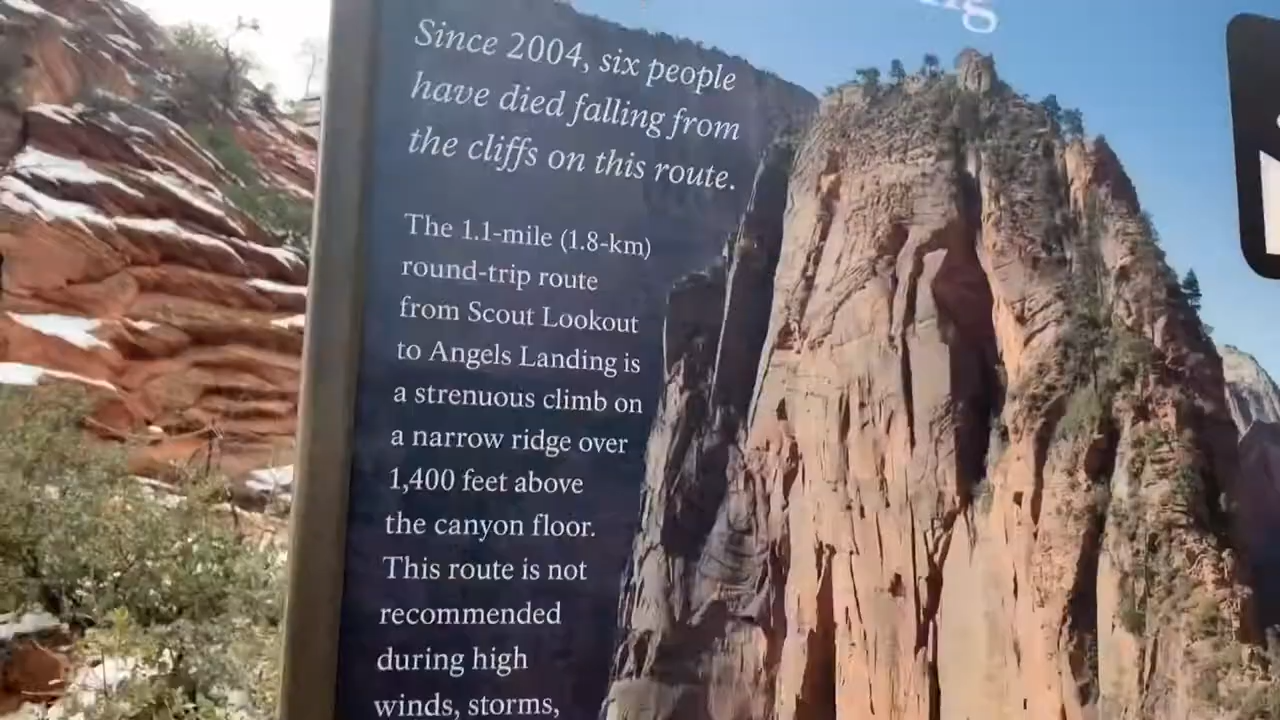 ng
Since 2004, six people
have died falling from
the cliffs on this route.
The 1.1-mile (1.8-km)
round-trip route
from Scout Lookout
to Angels Landing is
a strenuous climb on
a narrow ridge over
1,400 feet above
the canyon floor.
This route is not
recommended
during high
winds, storms,